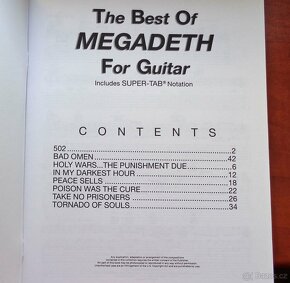 The Best Of
MEGADETH
For Guitar
Includes SUPER-TAB® Notation
CONTENTS
502 2
BAD OMEN 42
HOLY WARS...THE PUNISHMENT DUE 6
IN MY DARKEST HOUR 12
PEACE SELLS 18
POISON WAS THE CURE 22
TAKE NO PRISONERS 26
TORNADO OF SOULS 34